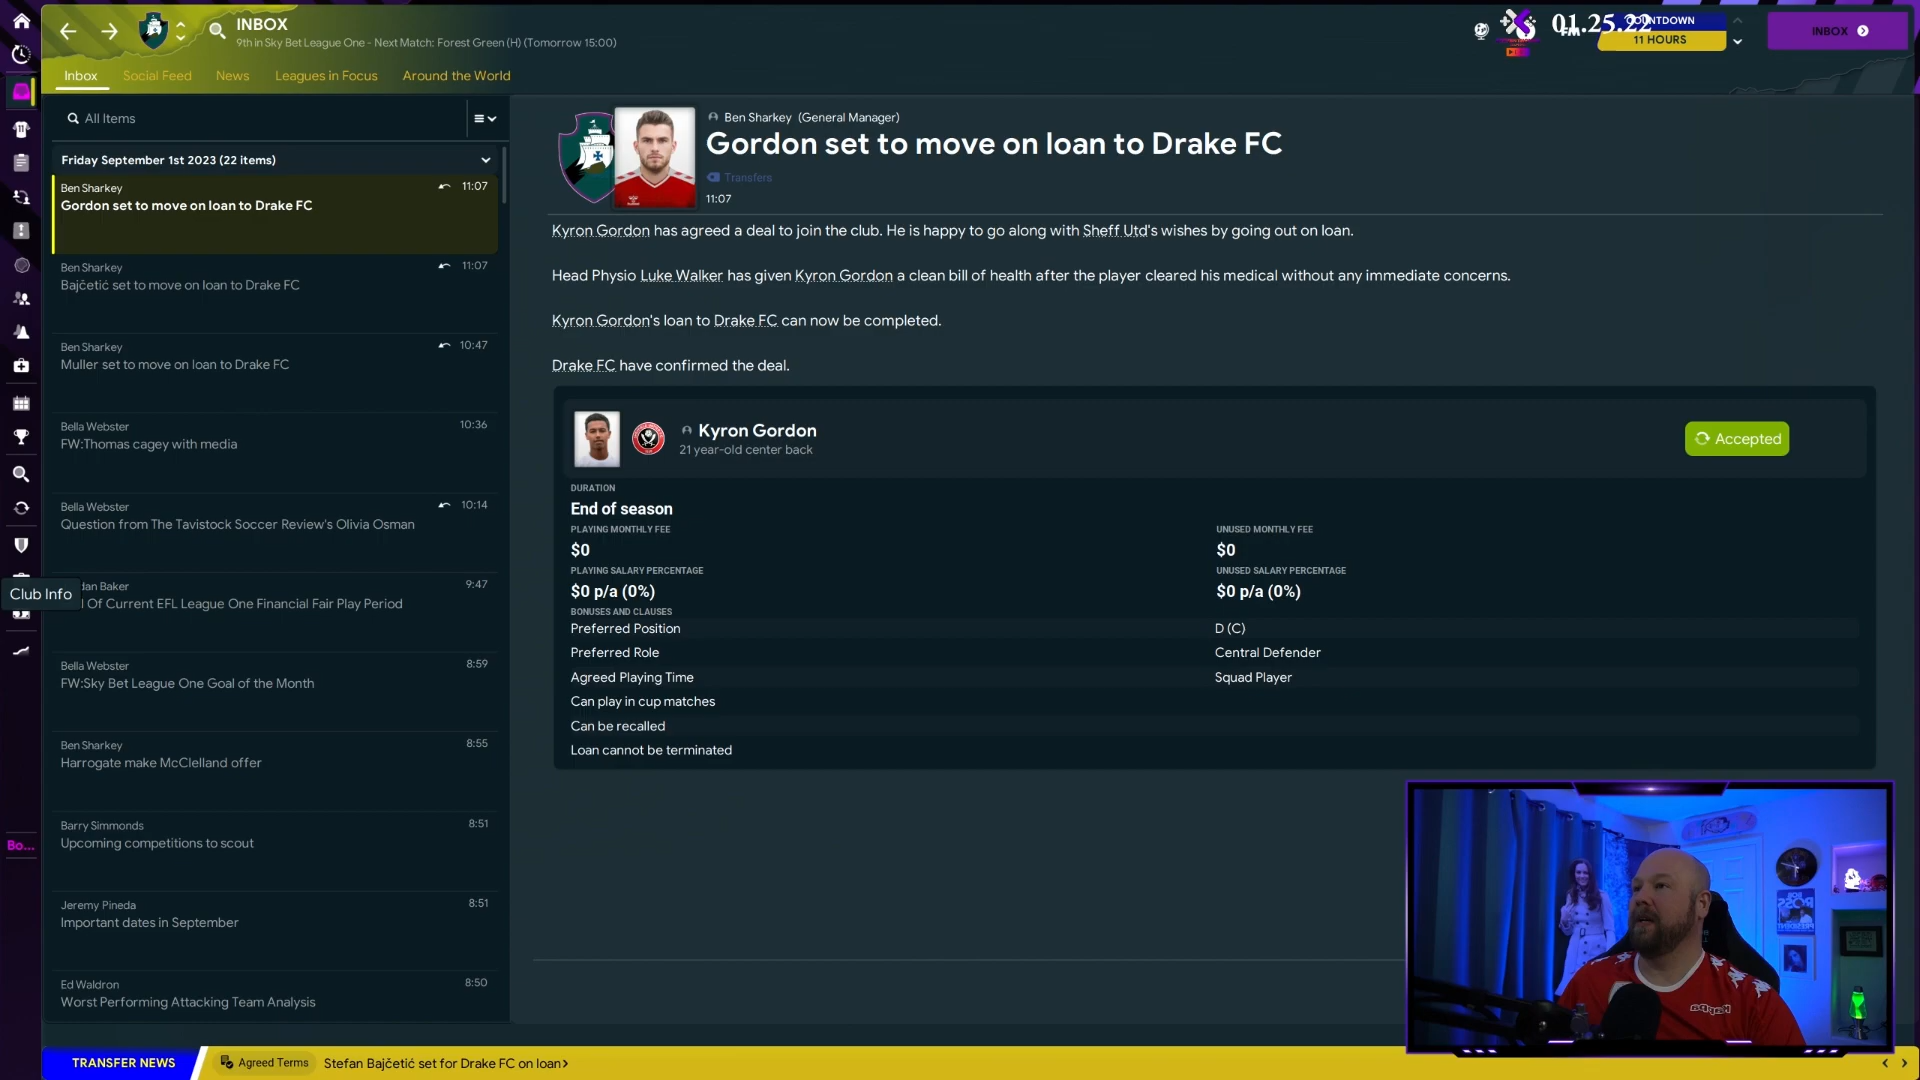 INBOX
9th in Sky Bet League One - Next Match: Forest Green (H) (Tomorrow 15:00)
01.25.22
COUNTDOWN
11 HOURS
INBOX
Inbox
Social Feed
News
Leagues in Focus
Around the World
All Items
Friday September 1st 2023 (22 items)
Ben Sharkey
11:07
Gordon set to move on loan to Drake FC
Ben Sharkey
11:07
Bajčetić set to move on loan to Drake FC
Ben Sharkey
10:47
Muller set to move on loan to Drake FC
Bella Webster
10:36
FW:Thomas cagey with media
Bella Webster
10:14
Question from The Tavistock Soccer Review's Olivia Osman
dan Baker
9:47
Club Info
Of Current EFL League One Financial Fair Play Period
Bella Webster
8:59
FW:Sky Bet League One Goal of the Month
Ben Sharkey
8:55
Harrogate make McClelland offer
Barry Simmonds
8:51
Upcoming competitions to scout
Bo...
Jeremy Pineda
8:51
Important dates in September
Ed Waldron
8:50
Worst Performing Attacking Team Analysis
Ben Sharkey (General Manager)
Gordon set to move on loan to Drake FC
Transfers
11:07
Kyron Gordon has agreed a deal to join the club. He is happy to go along with Sheff Utd's wishes by going out on loan.
Head Physio Luke Walker has given Kyron Gordon a clean bill of health after the player cleared his medical without any immediate concerns.
Kyron Gordon's loan to Drake FC can now be completed.
Drake FC have confirmed the deal.
Kyron Gordon
21 year-old center back
Accepted
DURATION
End of season
PLAYING MONTHLY FEE
UNUSED MONTHLY FEE
$0
$0
PLAYING SALARY PERCENTAGE
UNUSED SALARY PERCENTAGE
$0 p/a (0%)
$0 p/a (0%)
BONUSES AND CLAUSES
Preferred Position
D (C)
Preferred Role
Central Defender
Agreed Playing Time
Squad Player
Can play in cup matches
Can be recalled
Loan cannot be terminated
TRANSFER NEWS
Agreed Terms
Stefan Bajčetić set for Drake FC on loan